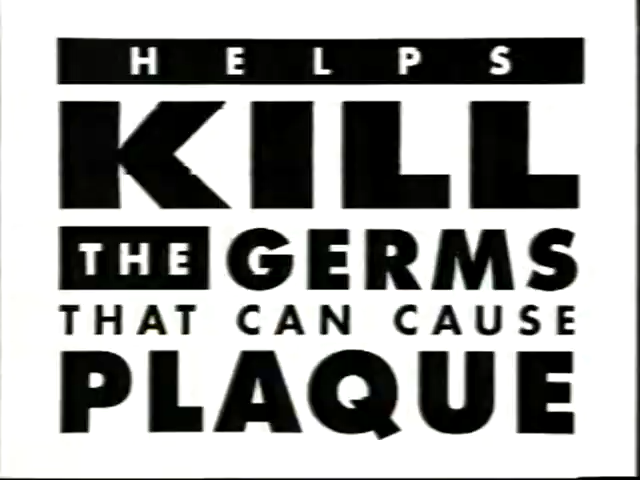 HELPS
KILL
THE GERMS
THAT CAN CAUSE
PLAQUE